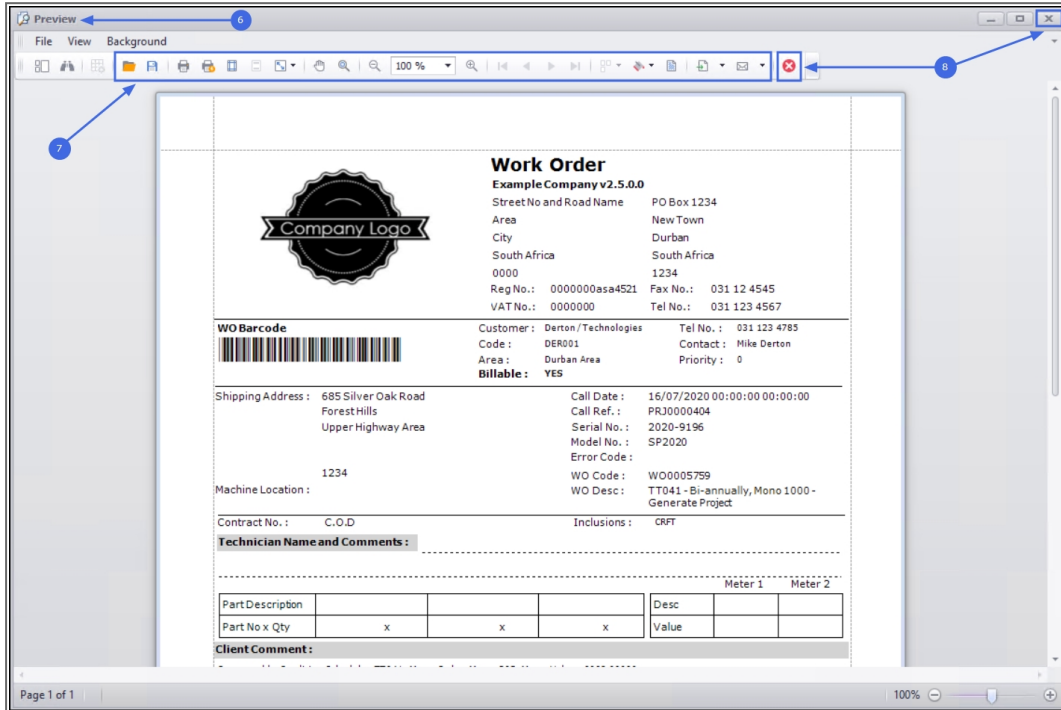 Preview
6
File View Background
100 %
8
7
Work Order
Company Logo
Example Company v2.5.0.0
Street No and Road Name PO Box 1234
Area New Town
City Durban
South Africa South Africa
0000 1234
Reg No.: 0000000asa4521 Fax No.: 031 12 4545
VAT No.: 0000000 Tel No.: 031 123 4567
WO Barcode Customer : Derton / Technologies Tel No. : 031 123 4785
Code : DER001 Contact : Mike Derton
Area : Durban Area Priority : 0
Billable : YES
Shipping Address : 685 Silver Oak Road Call Date : 16/07/2020 00:00:00 00:00:00
Forest Hills Call Ref. : PRJ0000404
Upper Highway Area Serial No. : 2020-9196
Model No. : SP2020
Error Code :
1234 WO Code : WO0005759
Machine Location : WO Desc : TT041 - Bi-annually, Mono 1000 -
Generate Project
Contract No. : C.O.D Inclusions : CRFT
Technician Name and Comments :
Meter 1 Meter 2
Part Description Desc
Part No x Qty x x x Value
Client Comment :
Page 1 of 1 100%